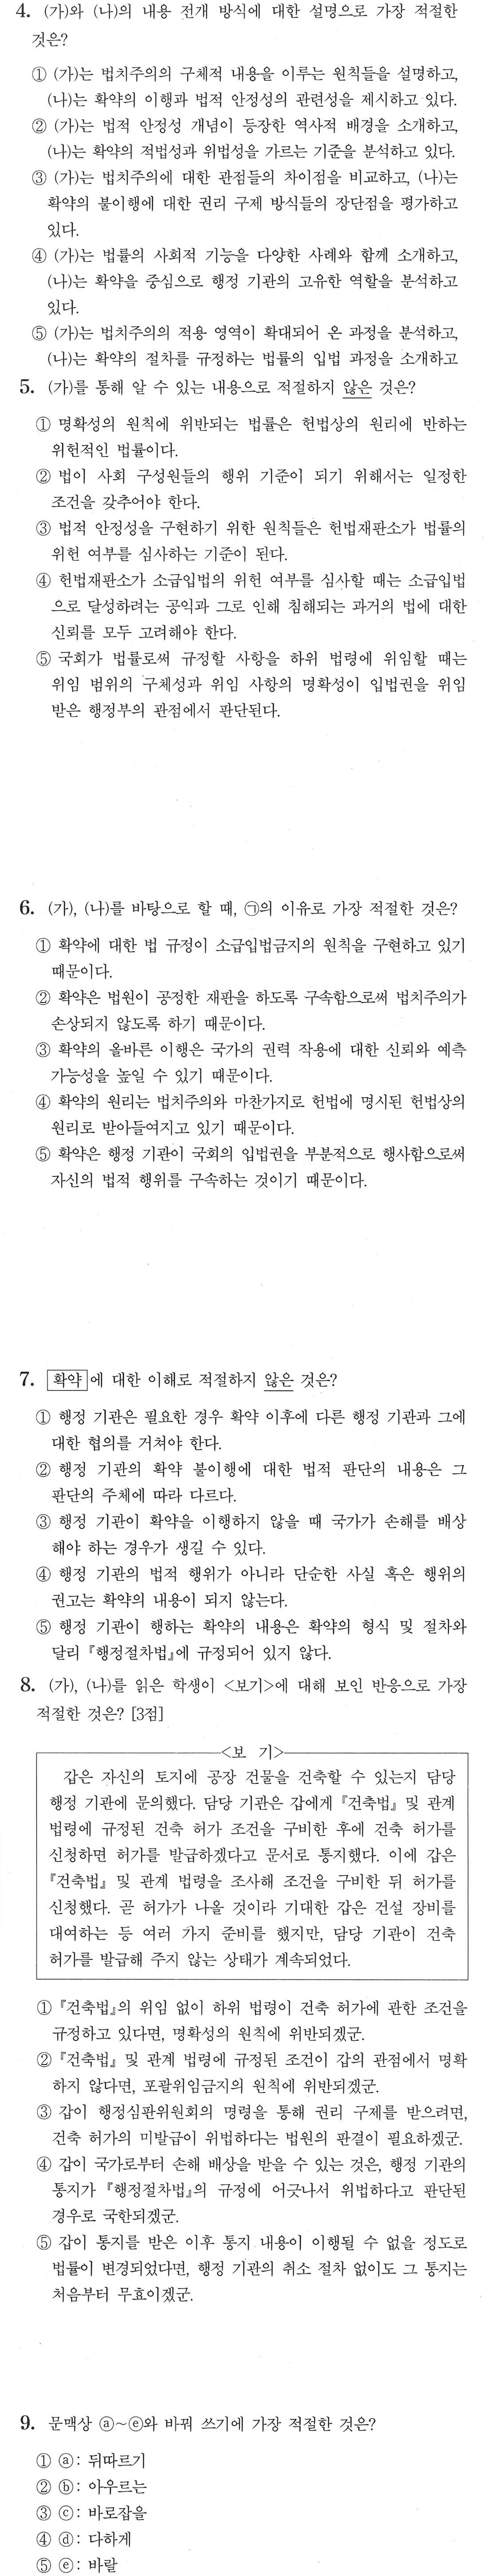 4. (가)와 (나)의 내용 전개 방식에 대한 설명으로 가장 적절한
것은?
① (가)는 법치주의의 구체적 내용을 이루는 원칙들을 설명하고,
(나)는 확약의 이행과 법적 안정성의 관련성을 제시하고 있다.
② (가)는 법적 안정성 개념이 등장한 역사적 배경을 소개하고,
(나)는 확약의 적법성과 위법성을 가르는 기준을 분석하고 있다.
③ (가)는 법치주의에 대한 관점들의 차이점을 비교하고, (나)는
확약의 불이행에 대한 권리 구제 방식들의 장단점을 평가하고
있다.
④ (가)는 법률의 사회적 기능을 다양한 사례와 함께 소개하고,
(나)는 확약을 중심으로 행정 기관의 고유한 역할을 분석하고
있다.
⑤ (가)는 법치주의의 적용 영역이 확대되어 온 과정을 분석하고,
(나)는 확약의 절차를 규정하는 법률의 입법 과정을 소개하고
5. (가)를 통해 알 수 있는 내용으로 적절하지 않은 것은?
① 명확성의 원칙에 위반되는 법률은 헌법상의 원리에 반하는
위헌적인 법률이다.
② 법이 사회 구성원들의 행위 기준이 되기 위해서는 일정한
조건을 갖추어야 한다.
③ 법적 안정성을 구현하기 위한 원칙들은 헌법재판소가 법률의
위헌 여부를 심사하는 기준이 된다.
④ 헌법재판소가 소급입법의 위헌 여부를 심사할 때는 소급입법
으로 달성하려는 공익과 그로 인해 침해되는 과거의 법에 대한
신뢰를 모두 고려해야 한다.
⑤ 국회가 법률로써 규정할 사항을 하위 법령에 위임할 때는
위임 범위의 구체성과 위임 사항의 명확성이 입법권을 위임
받은 행정부의 관점에서 판단된다.
6. (가), (나)를 바탕으로 할 때, ㉠의 이유로 가장 적절한 것은?
① 확약에 대한 법 규정이 소급입법금지의 원칙을 구현하고 있기
때문이다.
② 확약은 법원이 공정한 재판을 하도록 구속함으로써 법치주의가
손상되지 않도록 하기 때문이다.
③ 확약의 올바른 이행은 국가의 권력 작용에 대한 신뢰와 예측
가능성을 높일 수 있기 때문이다.
④ 확약의 원리는 법치주의와 마찬가지로 헌법에 명시된 헌법상의
원리로 받아들여지고 있기 때문이다.
⑤ 확약은 행정 기관이 국회의 입법권을 부분적으로 행사함으로써
자신의 법적 행위를 구속하는 것이기 때문이다.
7. 확약에 대한 이해로 적절하지 않은 것은?
① 행정 기관은 필요한 경우 확약 이후에 다른 행정 기관과 그에
대한 협의를 거쳐야 한다.
② 행정 기관의 확약 불이행에 대한 법적 판단의 내용은 그
판단의 주체에 따라 다르다.
③ 행정 기관이 확약을 이행하지 않을 때 국가가 손해를 배상
해야 하는 경우가 생길 수 있다.
④ 행정 기관의 법적 행위가 아니라 단순한 사실 혹은 행위의
권고는 확약의 내용이 되지 않는다.
⑤ 행정 기관이 행하는 확약의 내용은 확약의 형식 및 절차와
달리 『행정절차법』에 규정되어 있지 않다.
8. (가), (나)를 읽은 학생이 <보기>에 대해 보인 반응으로 가장
적절한 것은? [3점]
<보 기>
갑은 자신의 토지에 공장 건물을 건축할 수 있는지 담당
행정 기관에 문의했다. 담당 기관은 갑에게 『건축법』 및 관계
법령에 규정된 건축 허가 조건을 구비한 후에 건축 허가를
신청하면 허가를 발급하겠다고 문서로 통지했다. 이에 갑은
『건축법』 및 관계 법령을 조사해 조건을 구비한 뒤 허가를
신청했다. 곧 허가가 나올 것이라 기대한 갑은 건설 장비를
대여하는 등 여러 가지 준비를 했지만, 담당 기관이 건축
허가를 발급해 주지 않는 상태가 계속되었다.
① 『건축법』의 위임 없이 하위 법령이 건축 허가에 관한 조건을
규정하고 있다면, 명확성의 원칙에 위반되겠군.
② 『건축법』 및 관계 법령에 규정된 조건이 갑의 관점에서 명확
하지 않다면, 포괄위임금지의 원칙에 위반되겠군.
③ 갑이 행정심판위원회의 명령을 통해 권리 구제를 받으려면,
건축 허가의 미발급이 위법하다는 법원의 판결이 필요하겠군.
④ 갑이 국가로부터 손해 배상을 받을 수 있는 것은, 행정 기관의
통지가 『행정절차법』의 규정에 어긋나서 위법하다고 판단된
경우로 국한되겠군.
⑤ 갑이 통지를 받은 이후 통지 내용이 이행될 수 없을 정도로
법률이 변경되었다면, 행정 기관의 취소 절차 없이도 그 통지는
처음부터 무효이겠군.
9. 문맥상 ⓐ~ⓔ와 바꿔 쓰기에 가장 적절한 것은?
① ⓐ: 뒤따르기
② ⓑ: 아우르는
③ ⓒ: 바로잡을
④ ⓓ: 다하게
⑤ ⓔ: 바랄